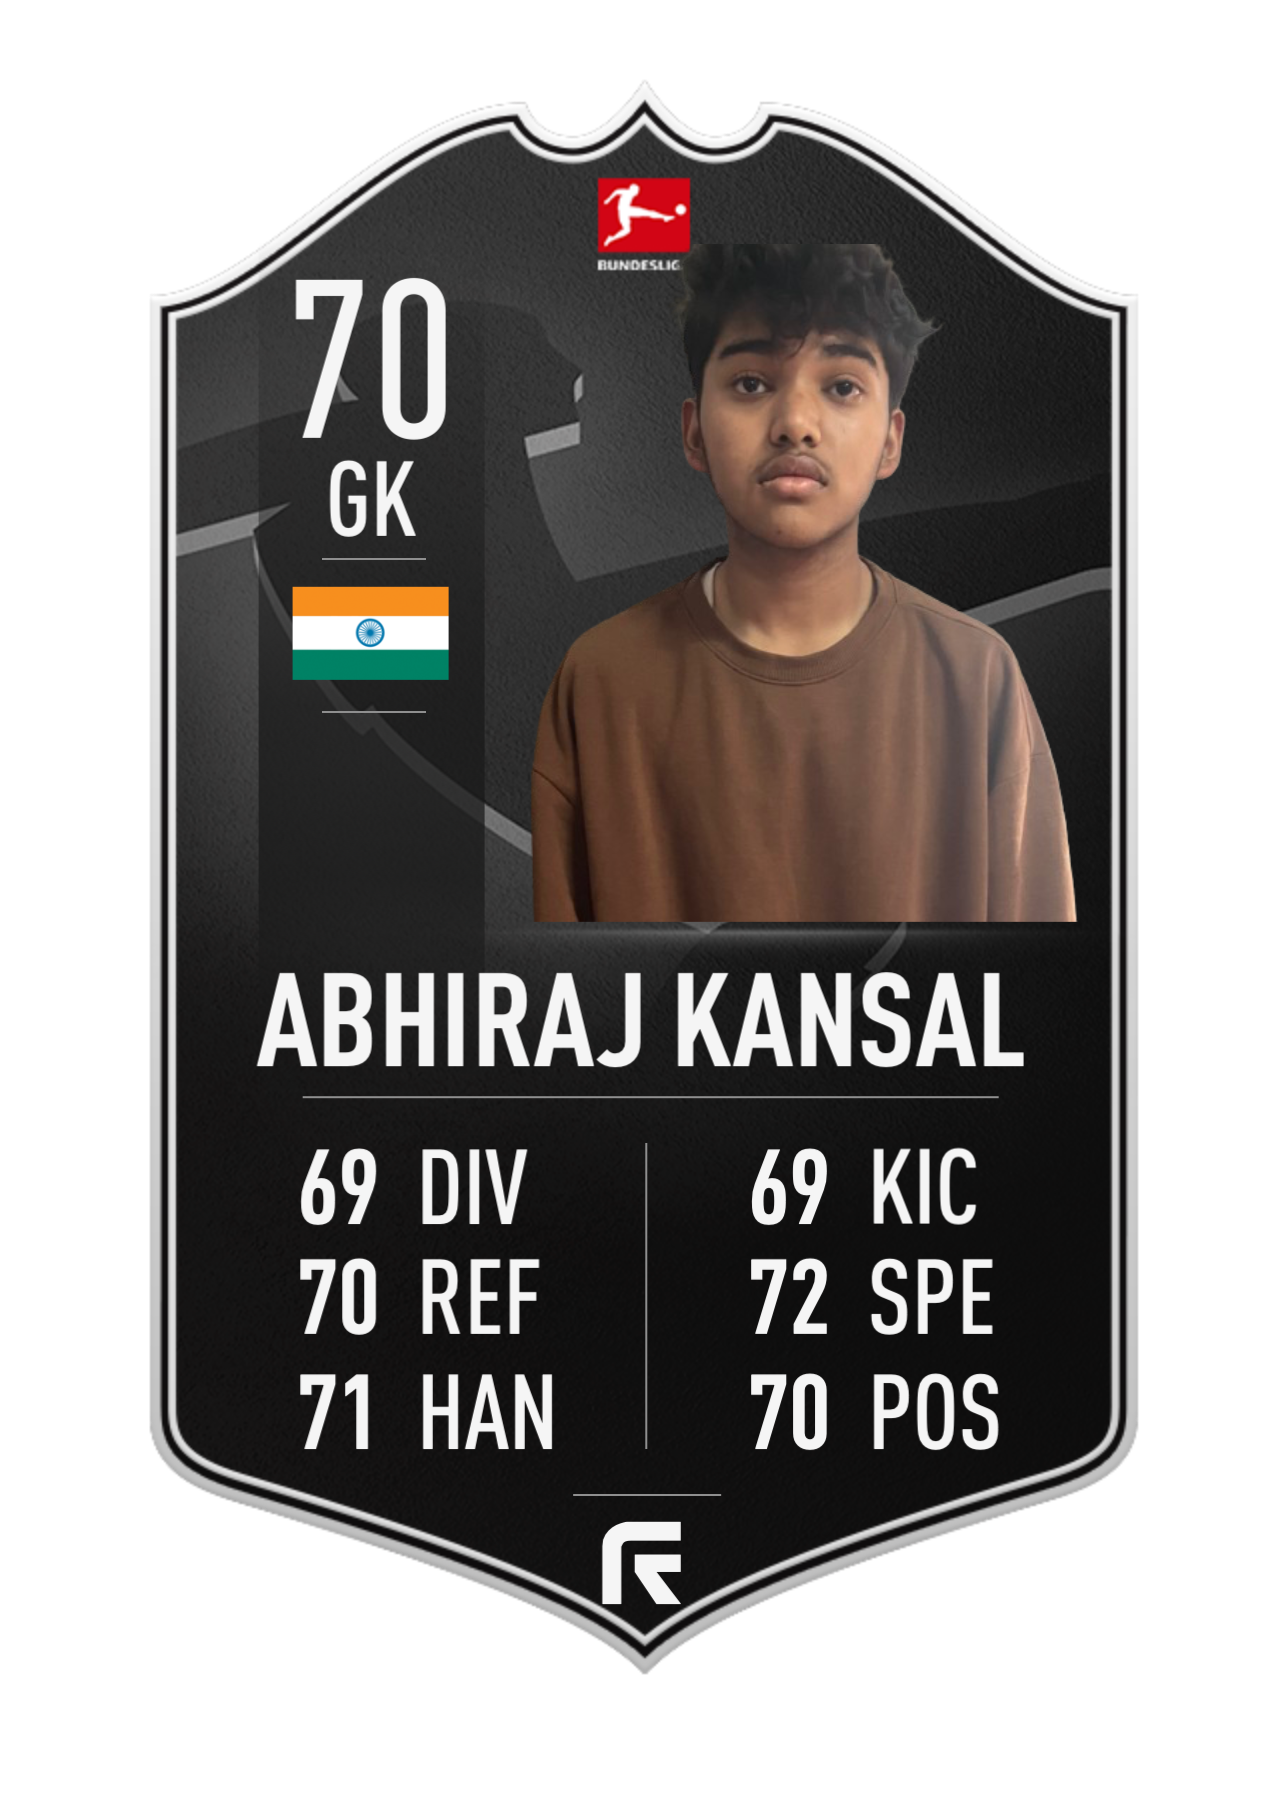 BUNDESLIG
70
GK
ABHIRAJ KANSAL
69 DIV
70 REF
71 HAN
69 KIC
72 SPE
70 POS